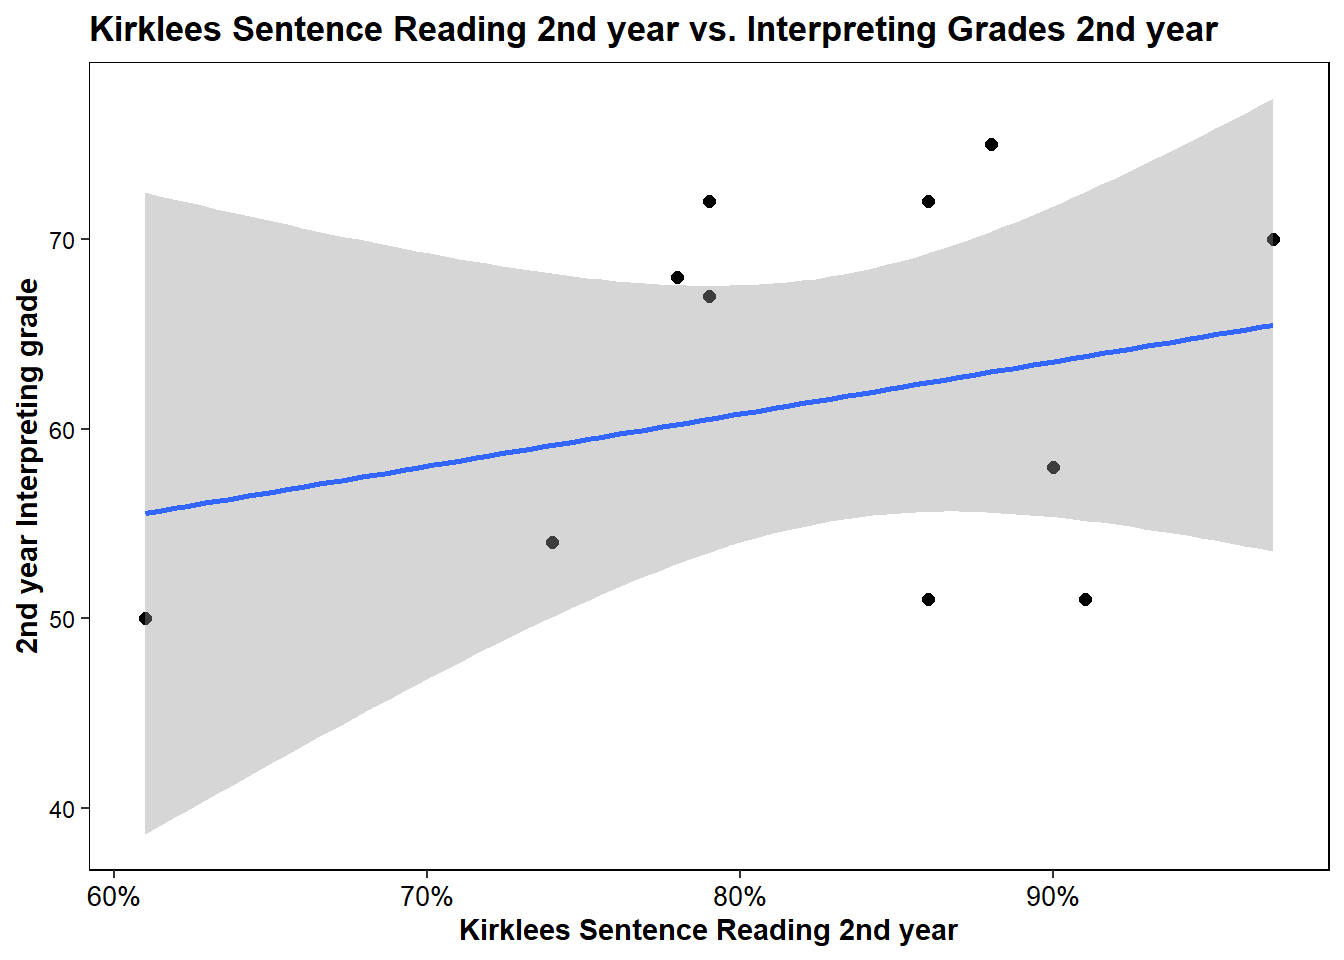 Kirklees Sentence Reading 2nd year vs. Interpreting Grades 2nd year
2nd year Interpreting grade
70
60
50
40
60% 70% 80% 90%
Kirklees Sentence Reading 2nd year